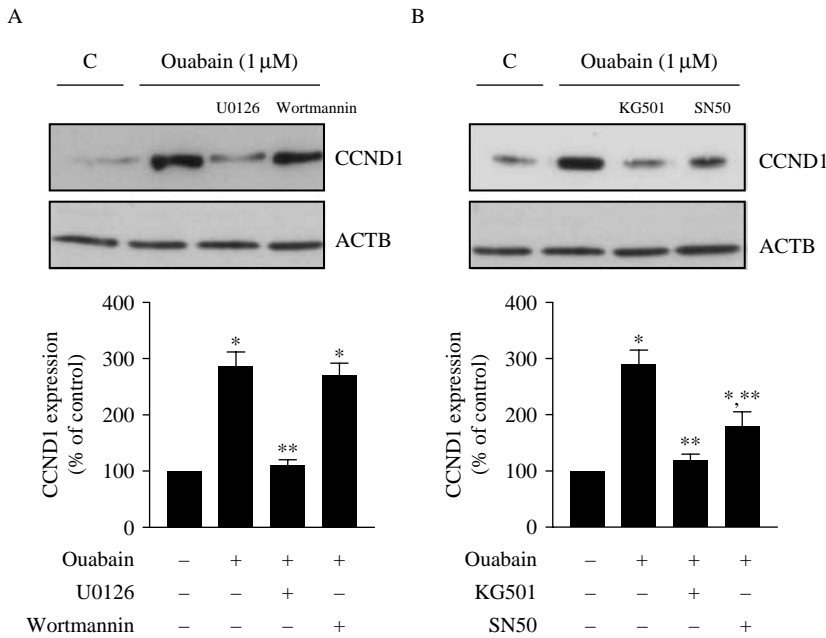 A
C Ouabain (1 μM)
U0126 Wortmannin
CCND1
ACTB
400
300
200
100
0
CCND1 expression
(% of control)
*
**
*
Ouabain – + + +
U0126 – – + –
Wortmannin – – – +
B
C Ouabain (1 μM)
KG501 SN50
CCND1
ACTB
400
300
200
100
0
CCND1 expression
(% of control)
*
**
*,**
Ouabain – + + +
KG501 – – + –
SN50 – – – +